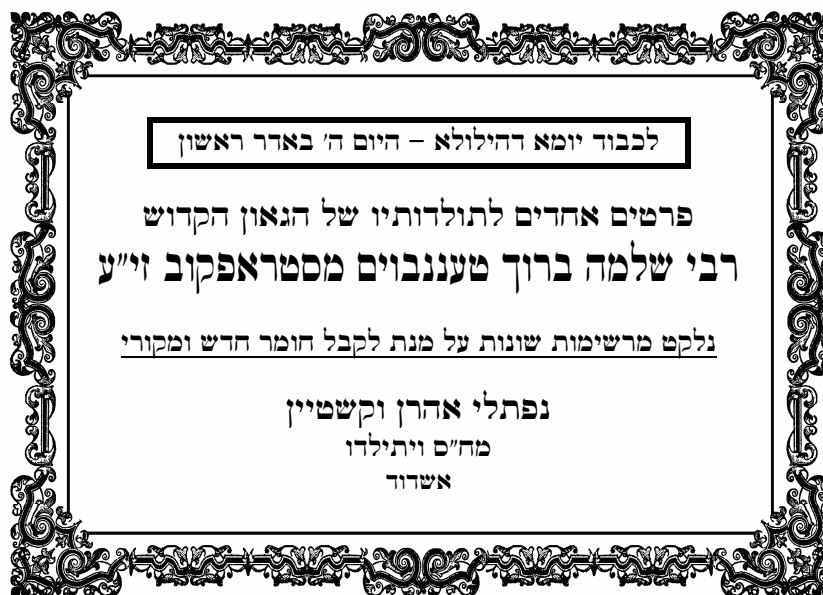 לכבוד יומא דהילולא – היום ה' באדר ראשון
פרטים אחדים לתולדותיו של הגאון הקדוש
רבי שלמה ברוך טעננבוים מסטראפקוב זי״ע
נלקט מרשימות שונות על מנת לקבל חומר חדש ומקורי
נפתלי אהרן וקשטיין
מח״ס ויתילדו
אשדוד